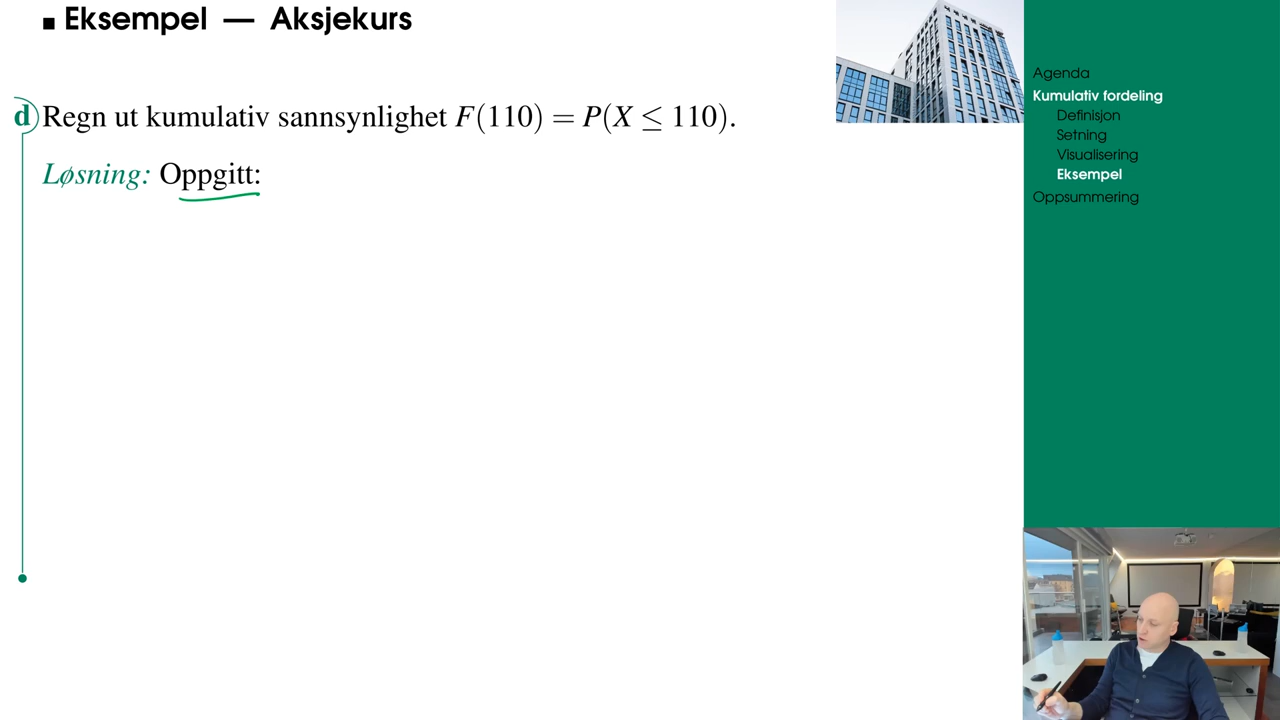 ■ Eksempel — Aksjekurs
d) Regn ut kumulativ sannsynlighet F(110) = P(X ≤ 110).
Løsning: Oppgitt:
Agenda
Kumulativ fordeling
Definisjon
Setning
Visualisering
Eksempel
Oppsummering